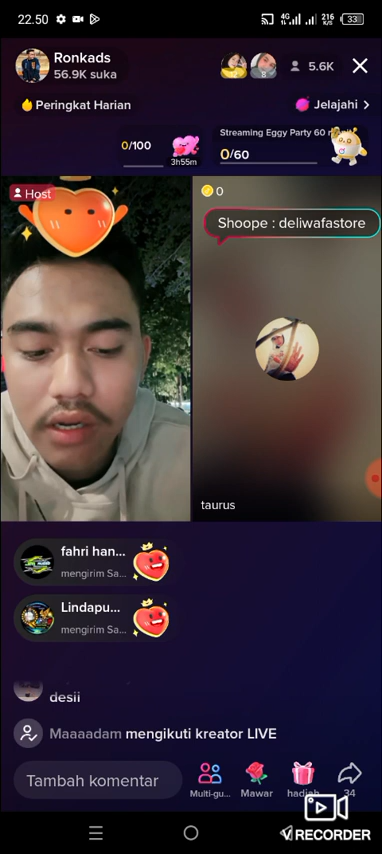 22.50
4G
216
K/s
33
Ronkads
56.9K suka
5.6K
Peringkat Harian
Jelajahi >
0/100
3h55m
Streaming Eggy Party 60
0/60
Host
0
Shoope : deliwafastore
taurus
fahri han...
mengirim Sa...
Lindapu...
mengirim Sa...
desii
Maaaadam mengikuti kreator LIVE
Tambah komentar
Multi-gu...
Mawar
hadiah
34
RECORDER